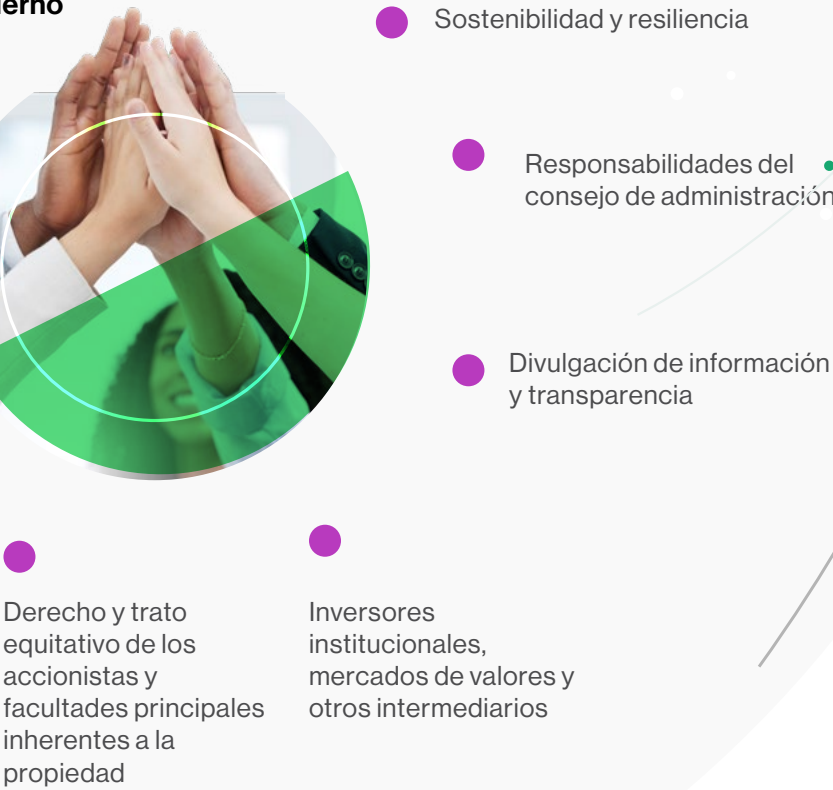 Sostenibilidad y resiliencia
Responsabilidades del
consejo de administración
Divulgación de información
y transparencia
Derecho y trato
equitativo de los
accionistas y
facultades principales
inherentes a la
propiedad
Inversores
institucionales,
mercados de valores y
otros intermediarios